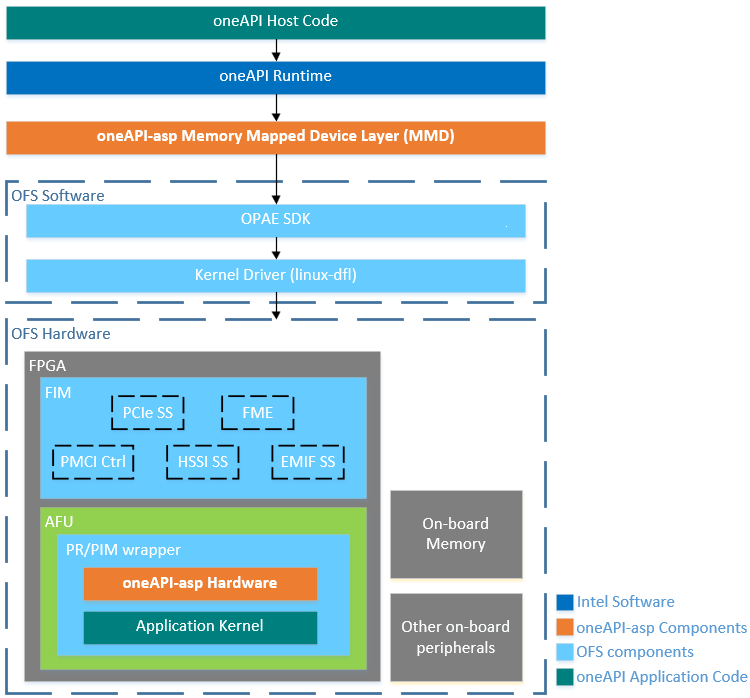 oneAPI Host Code
oneAPI Runtime
oneAPI-asp Memory Mapped Device Layer (MMD)
OFS Software
OPAE SDK
Kernel Driver (linux-dfl)
OFS Hardware
FPGA
FIM
PCIe SS
FME
PMCI Ctrl
HSSI SS
EMIF SS
AFU
PR/PIM wrapper
oneAPI-asp Hardware
Application Kernel
On-board
Memory
Other on-board
peripherals
Intel Software
oneAPI-asp Components
OFS components
oneAPI Application Code